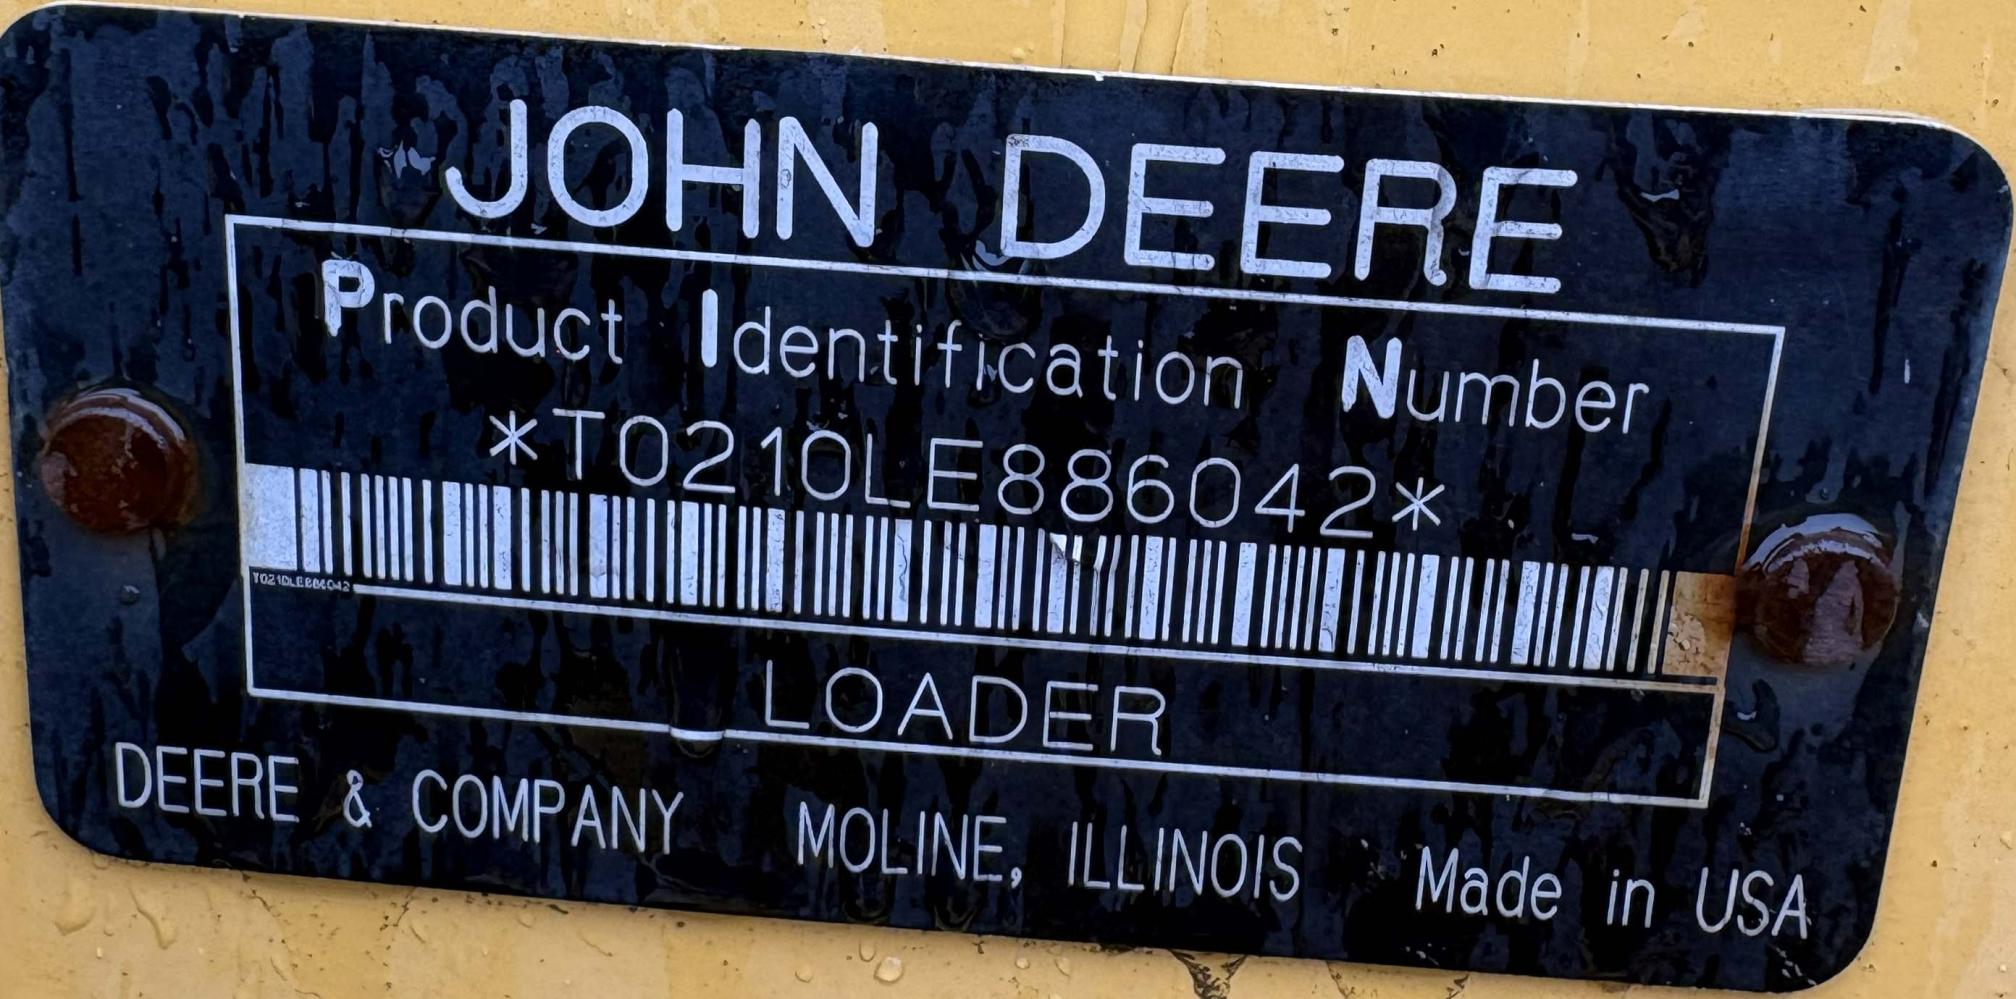 JOHN DEERE
Product Identification Number
*T0210LE886042*
T0210LE886042
LOADER
DEERE & COMPANY MOLINE, ILLINOIS Made in USA